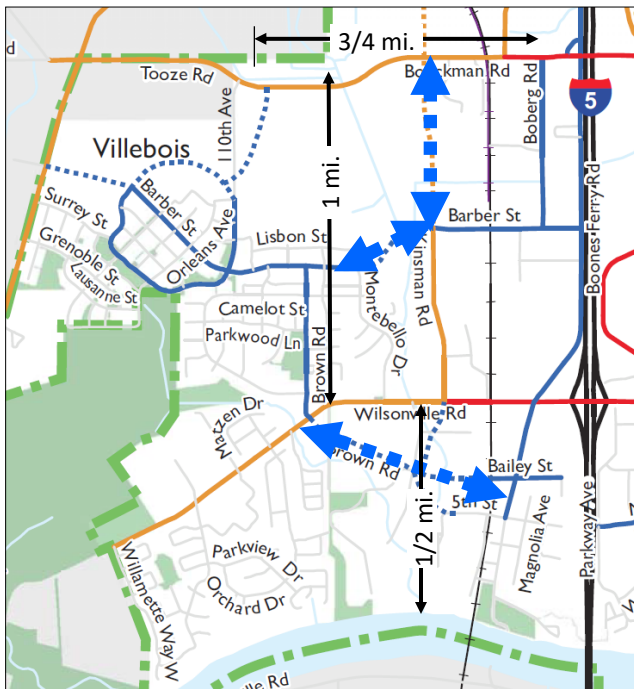 3/4 mi.
d
Tooze Rd
Boeckman Rd
110th Ave
Boberg Rd
5
Villebois
1 mi.
Boones Ferry Rd
Surrey St
Barber St
Barber St
Grenoble St
Orleans Ave
Lisbon St
Kinsman Rd
Lausanne St
Montebello Dr
Camelot St
Parkwood Ln
Brown Rd
Matzen Dr
Wilsonville Rd
Brown Rd
Bailey St
5th St
1/2 mi.
Magnolia Ave
Parkway Ave
Parkview Dr
Orchard Dr
Willamette Way W
lle Rd